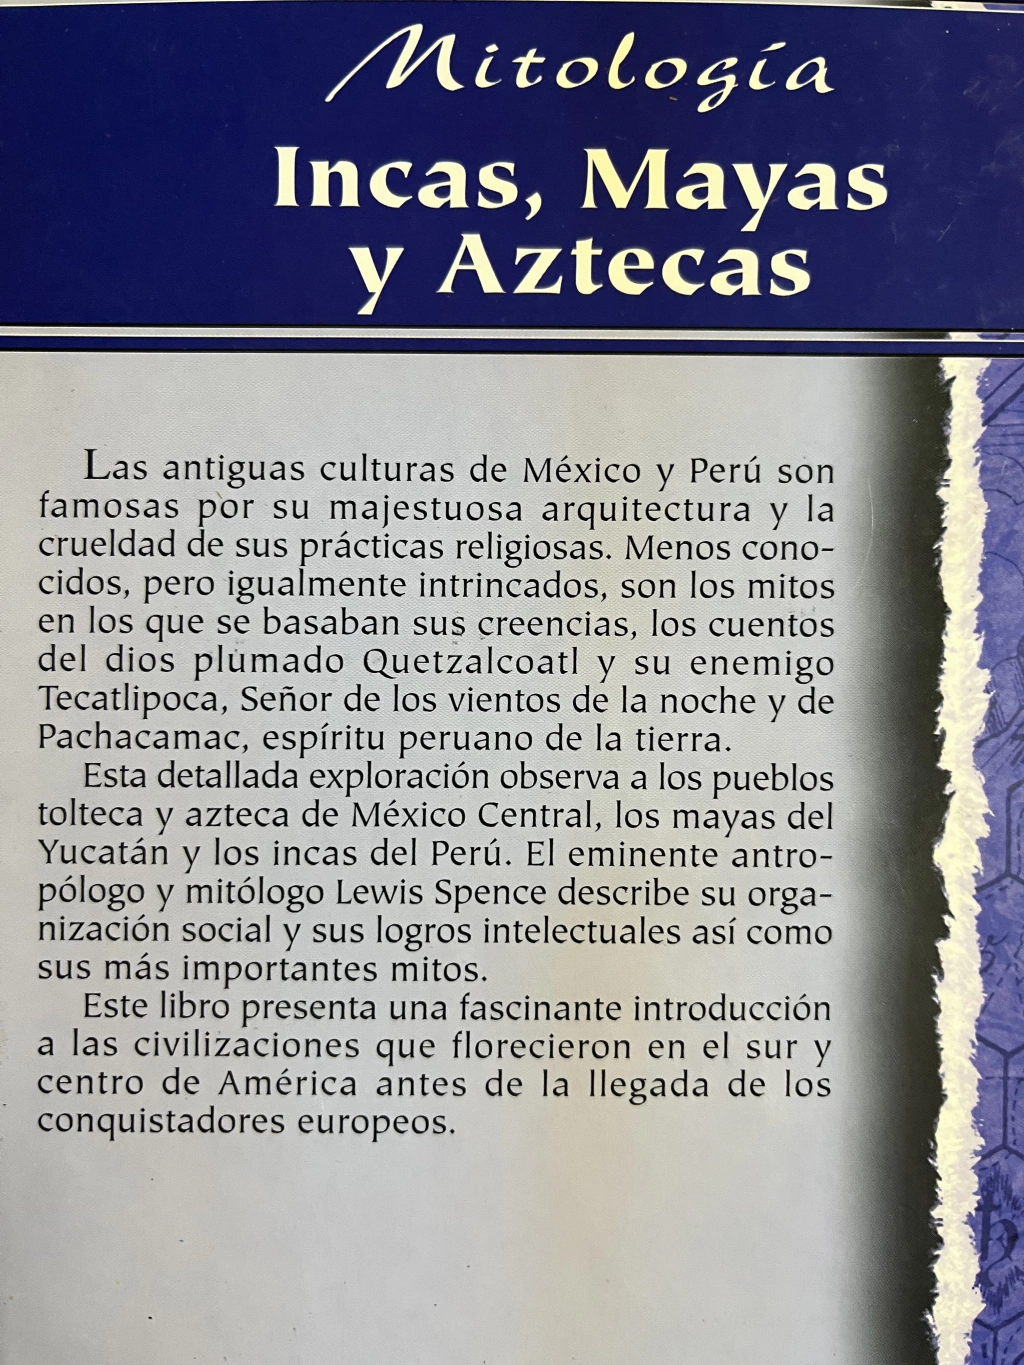 Mitología
Incas, Mayas
y Aztecas
Las antiguas culturas de México y Perú son
famosas por su majestuosa arquitectura y la
crueldad de sus prácticas religiosas. Menos cono-
cidos, pero igualmente intrincados, son los mitos
en los que se basaban sus creencias, los cuentos
del dios plumado Quetzalcoatl y su enemigo
Tecatlipoca, Señor de los vientos de la noche y de
Pachacamac, espíritu peruano de la tierra.
Esta detallada exploración observa a los pueblos
tolteca y azteca de México Central, los mayas del
Yucatán y los incas del Perú. El eminente antro-
pólogo y mitólogo Lewis Spence describe su orga-
nización social y sus logros intelectuales así como
sus más importantes mitos.
Este libro presenta una fascinante introducción
a las civilizaciones que florecieron en el sur y
centro de América antes de la llegada de los
conquistadores europeos.